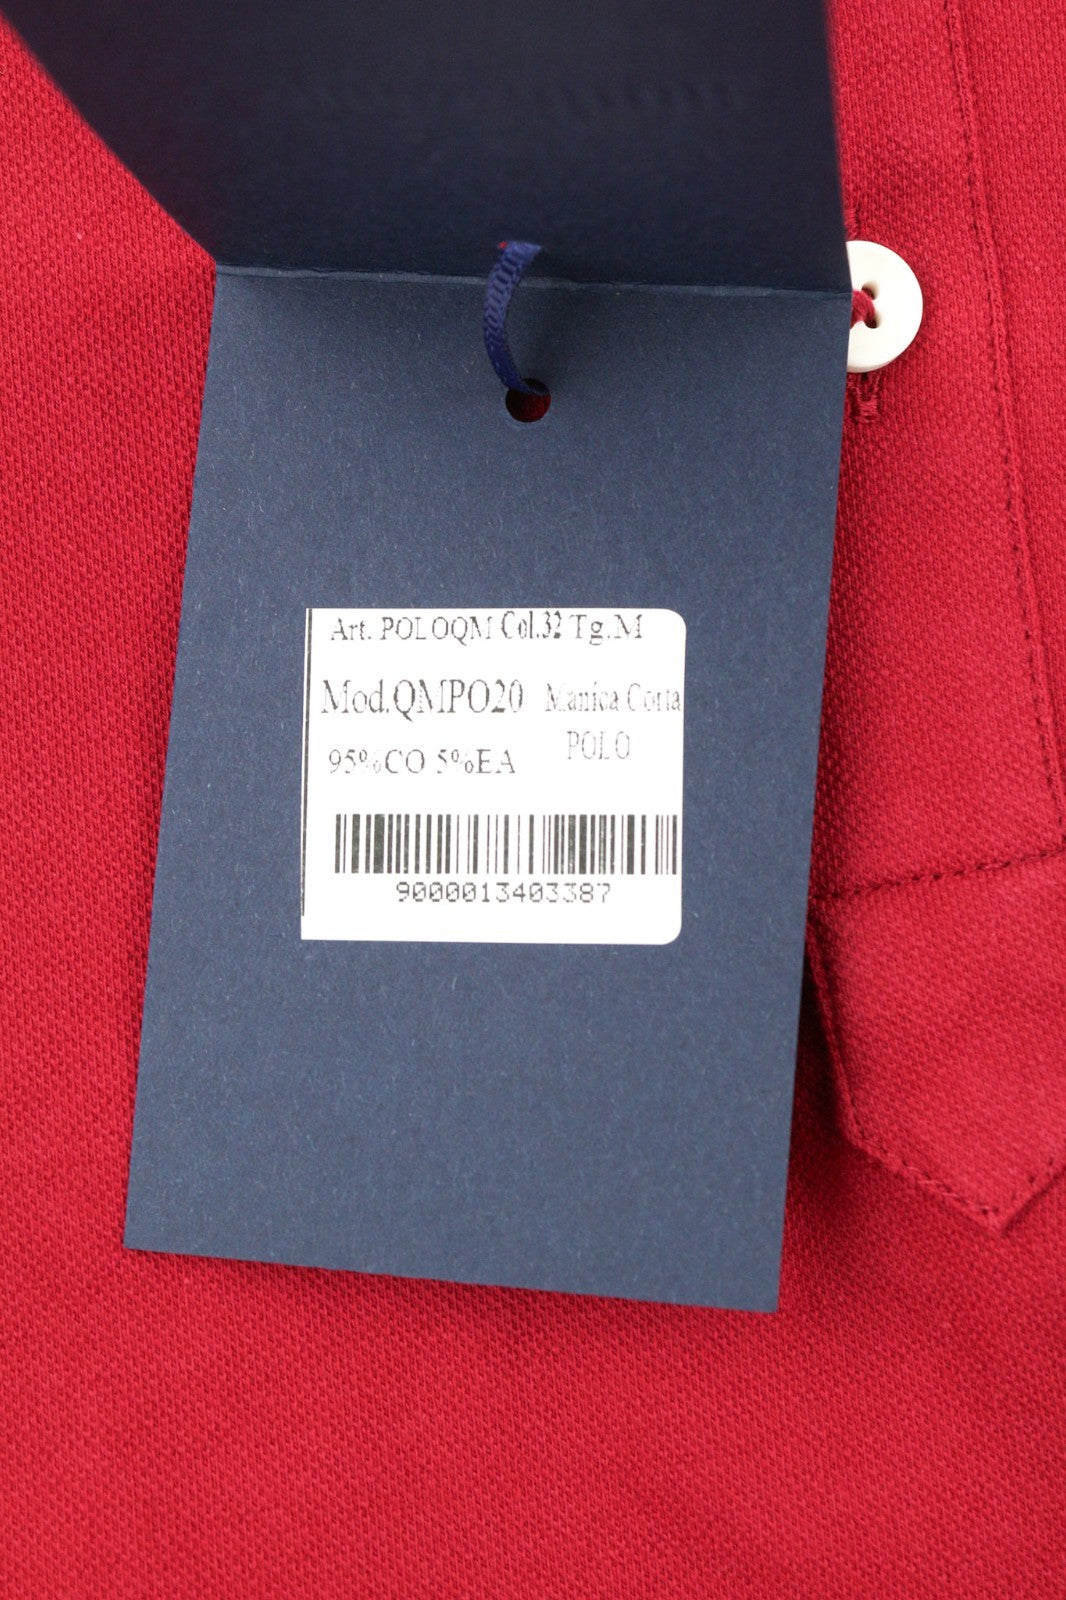 Art. POLOQM Col.32 Tg.M
Mod.QMPO20 Manica Corta
95%CO 5%EA POLO
9000013403387